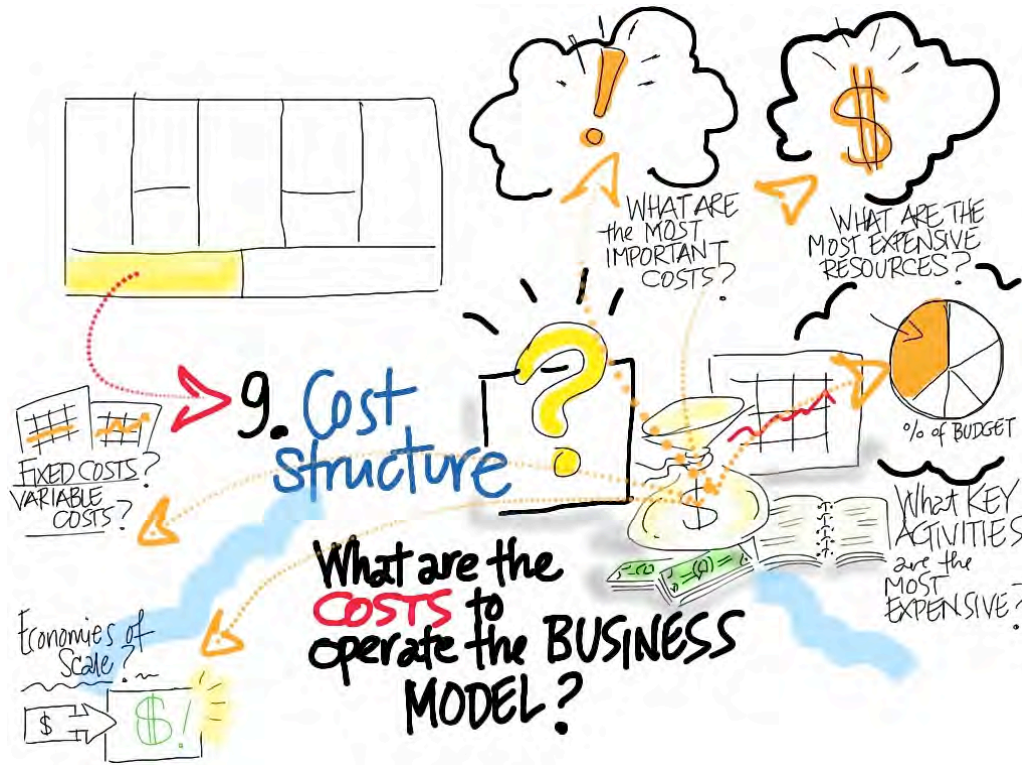 WHAT ARE
the MOST
IMPORTANT
COSTS?
WHAT ARE THE
MOST EXPENSIVE
RESOURCES?
$
9. Cost
structure
?
% of BUDGET
FIXED COSTS?
VARIABLE
COSTS?
$
What KEY
ACTIVITIES
are the
MOST
EXPENSIVE?
What are the
COSTS to
operate the BUSINESS
MODEL?
Economies of
Scale?
$
$!